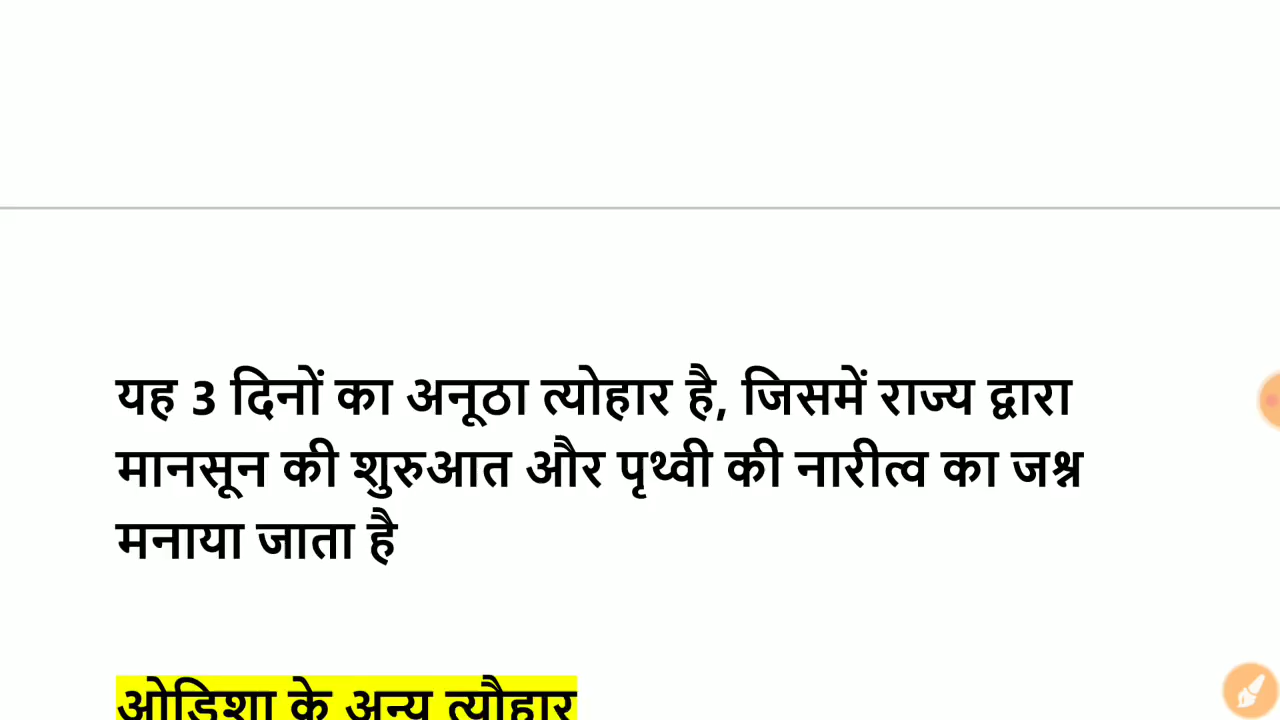 यह 3 दिनों का अनूठा त्योहार है, जिसमें राज्य द्वारा
मानसून की शुरुआत और पृथ्वी की नारीत्व का जश्न
मनाया जाता है
ओडिशा के अन्य त्यौहार